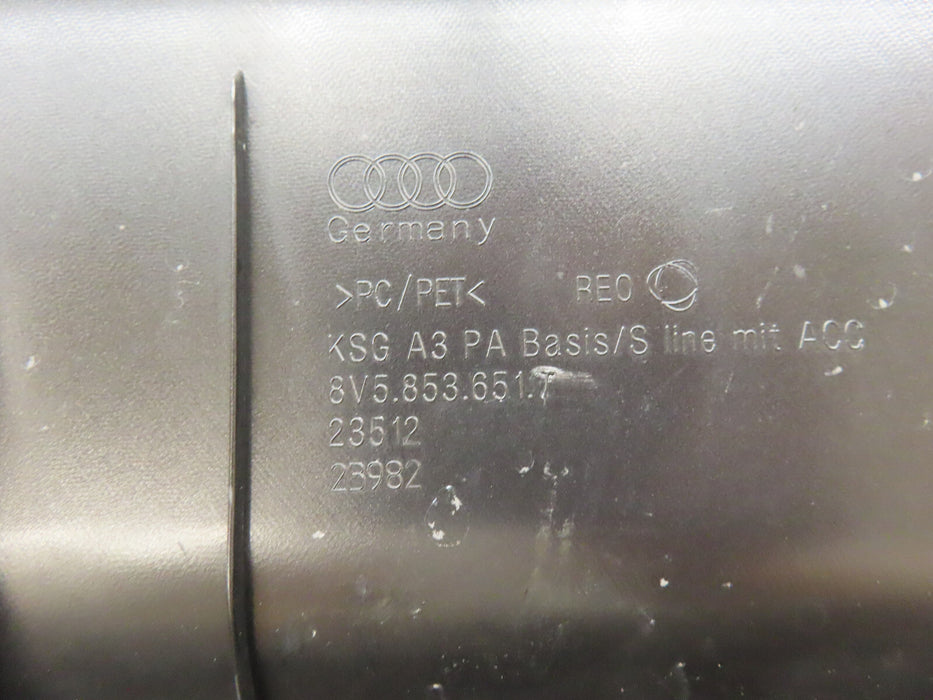 Germany
>PC/PET< REO
KSG A3 PA Basis/S line mit ACC
8V5.853.651.T
23512
23982